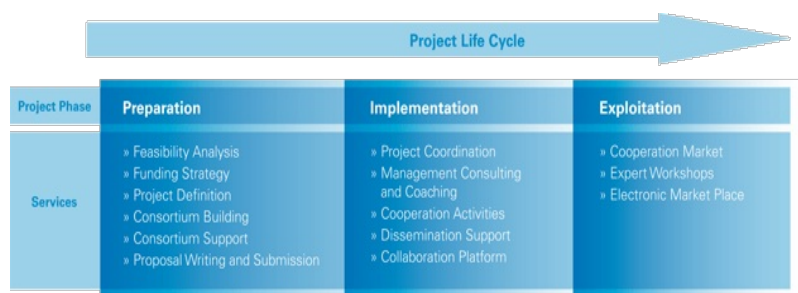 Project Life Cycle
Project Phase
Preparation
Implementation
Exploitation
Services
» Feasibility Analysis
» Funding Strategy
» Project Definition
» Consortium Building
» Consortium Support
» Proposal Writing and Submission
» Project Coordination
» Management Consulting
and Coaching
» Cooperation Activities
» Dissemination Support
» Collaboration Platform
» Cooperation Market
» Expert Workshops
» Electronic Market Place